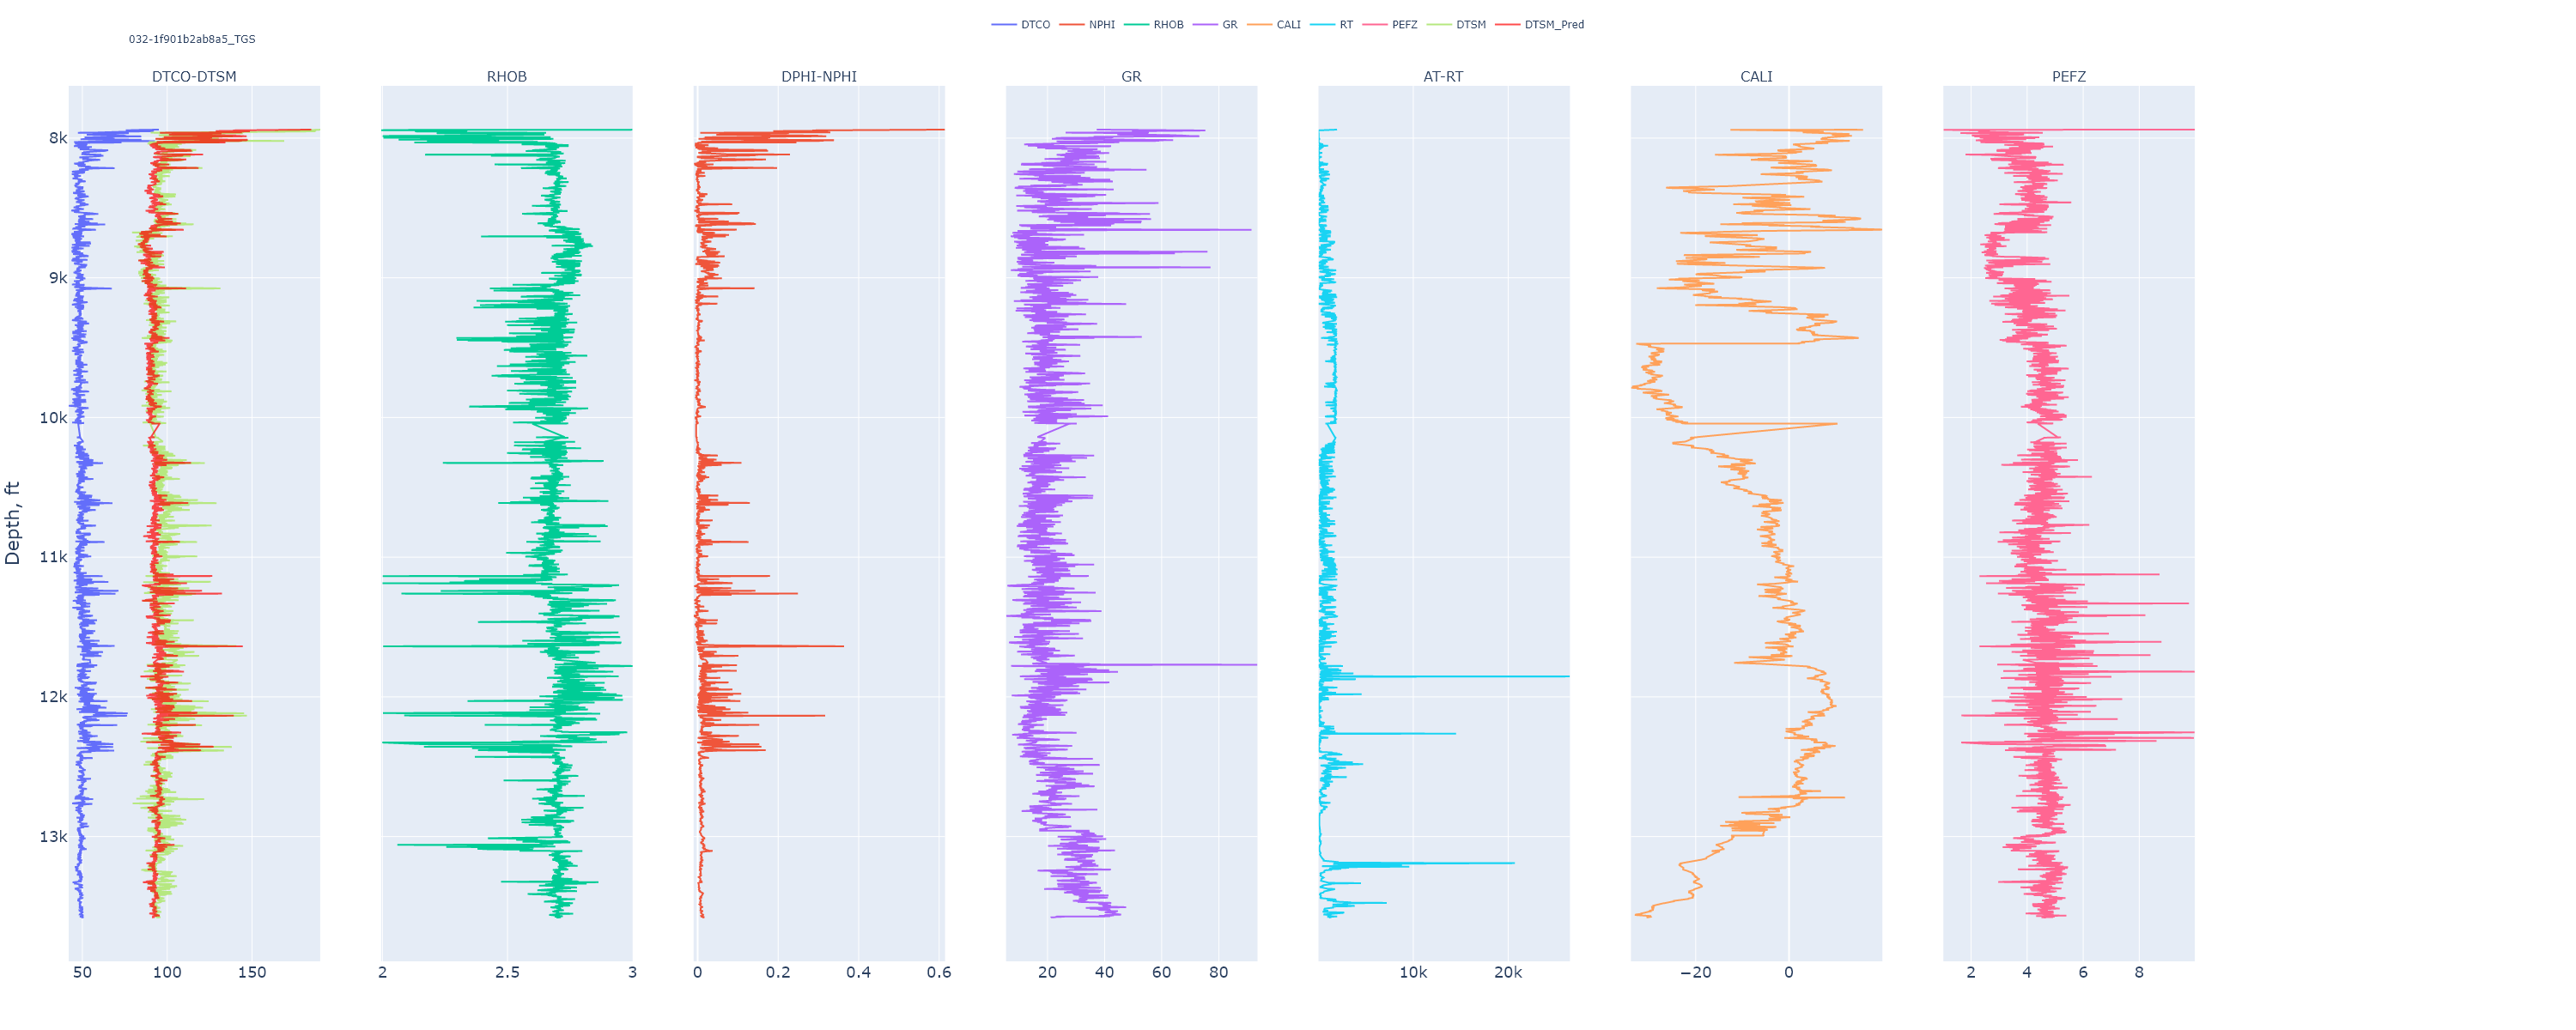 DTCO NPHI RHOB GR CALI RT PEFZ DTSM DTSM_Pred
032-1f901b2ab8a5_TGS
DTCO-DTSM RHOB DPHI-NPHI GR AT-RT CALI PEFZ
8k
9k
10k
11k
12k
13k
Depth, ft
50 100 150 2 2.5 3 0 0.2 0.4 0.6 20 40 60 80 10k 20k −20 0 2 4 6 8